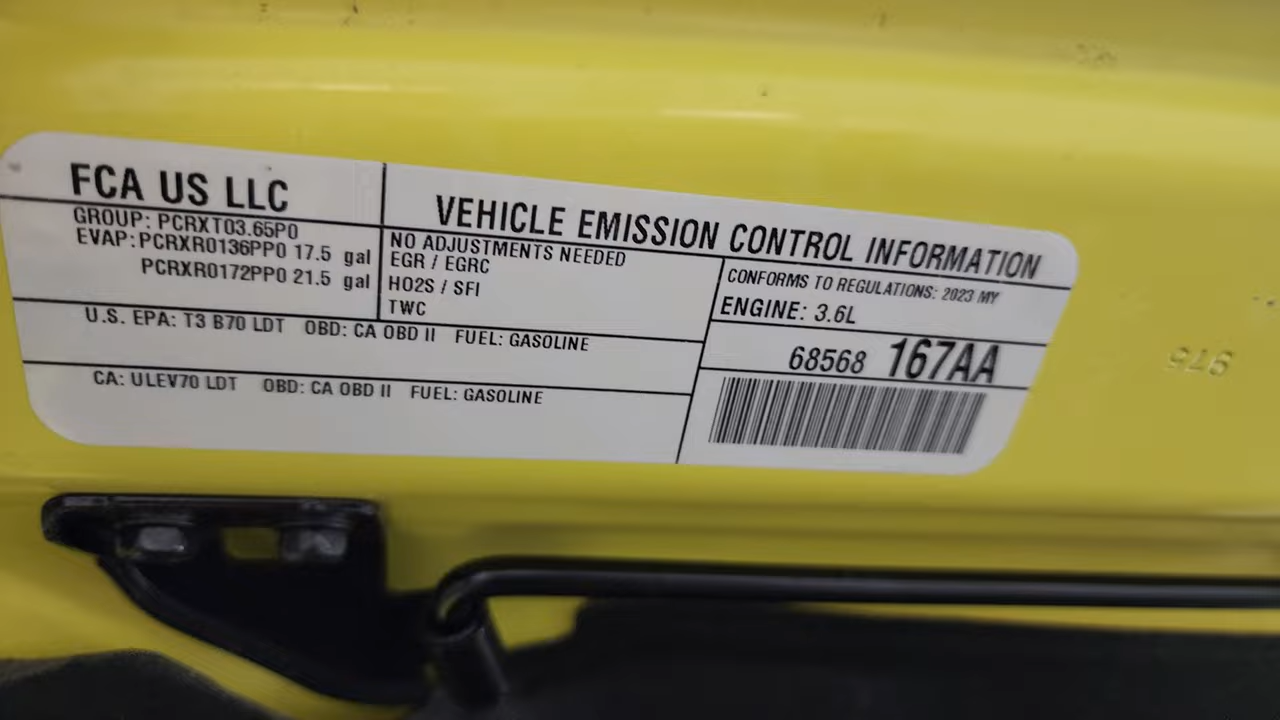 FCA US LLC
VEHICLE EMISSION CONTROL INFORMATION
GROUP: PCRXT03.65P0
EVAP: PCRXR0136PP0 17.5 gal
PCRXR0172PP0 21.5 gal
NO ADJUSTMENTS NEEDED
EGR / EGRC
HO2S / SFI
TWC
CONFORMS TO REGULATIONS: 2023 MY
ENGINE: 3.6L
U.S. EPA: T3 B70 LDT OBD: CA OBD II FUEL: GASOLINE
68568 167AA
CA: ULEV70 LDT OBD: CA OBD II FUEL: GASOLINE